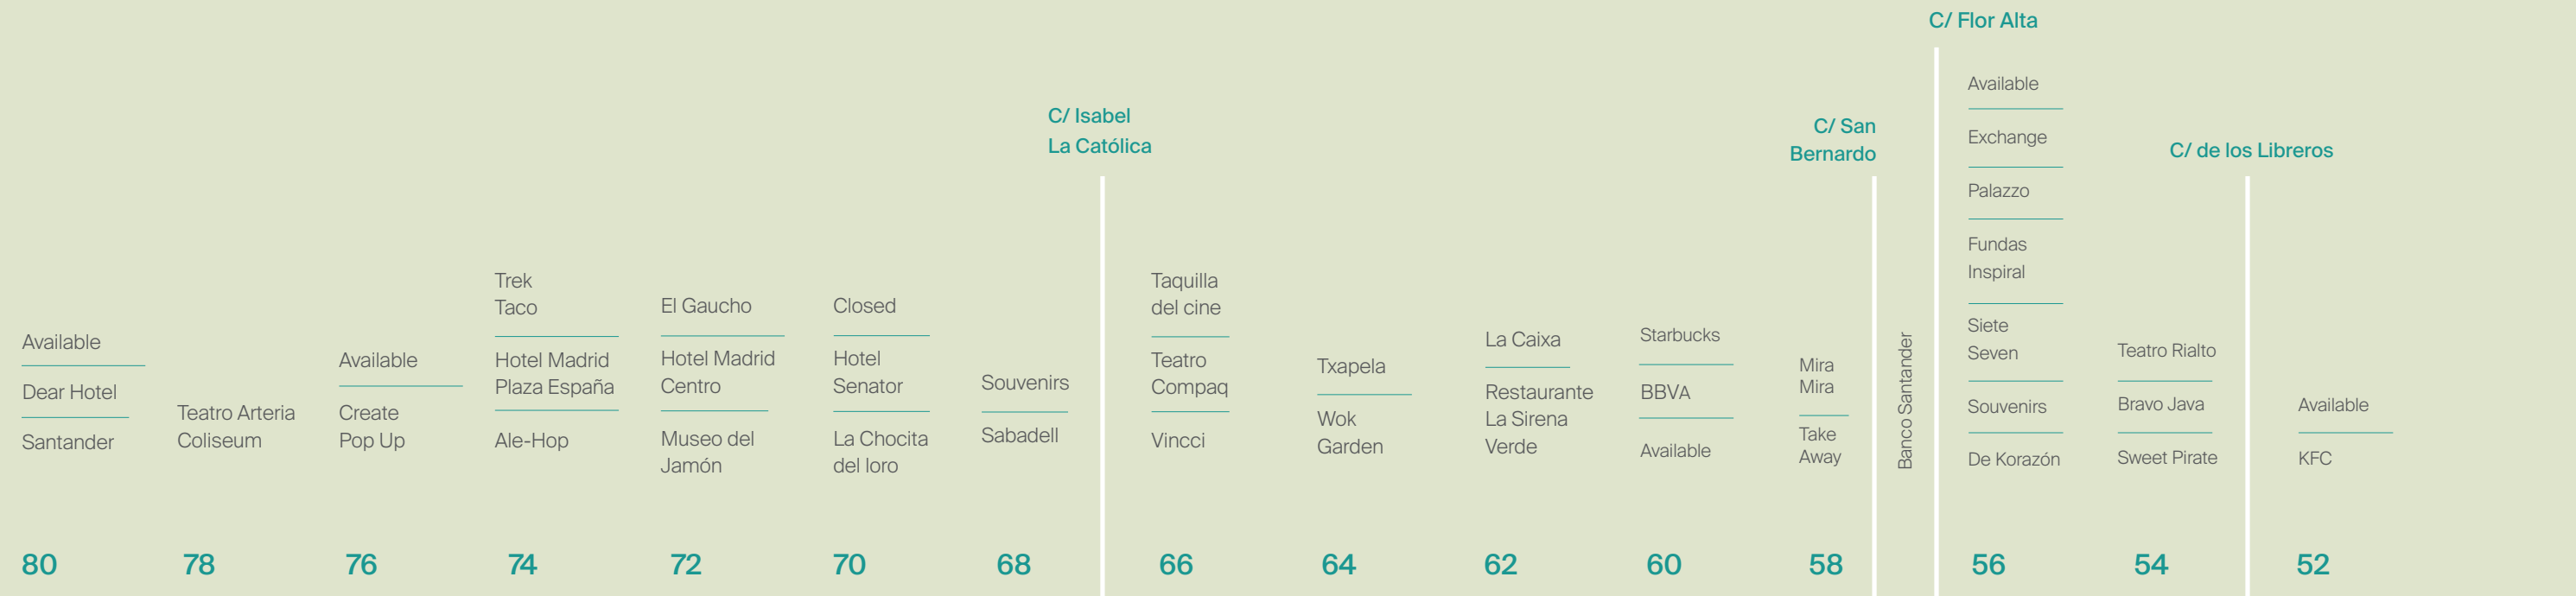 C/ Flor Alta
C/ Isabel
La Católica
C/ San
Bernardo
C/ de los Libreros
Available
Dear Hotel
Santander
80
Teatro Arteria
Coliseum
78
Available
Create
Pop Up
76
Trek
Taco
Hotel Madrid
Plaza España
Ale-Hop
74
El Gaucho
Hotel Madrid
Centro
Museo del
Jamón
72
Closed
Hotel
Senator
La Chocita
del loro
70
Souvenirs
Sabadell
68
Taquilla
del cine
Teatro
Compaq
Vincci
66
Txapela
Wok
Garden
64
La Caixa
Restaurante
La Sirena
Verde
62
Starbucks
BBVA
Available
60
Mira
Mira
Take
Away
58
Banco Santander
Available
Exchange
Palazzo
Fundas
Inspiral
Siete
Seven
Souvenirs
De Korazón
56
Teatro Rialto
Bravo Java
Sweet Pirate
54
Available
KFC
52